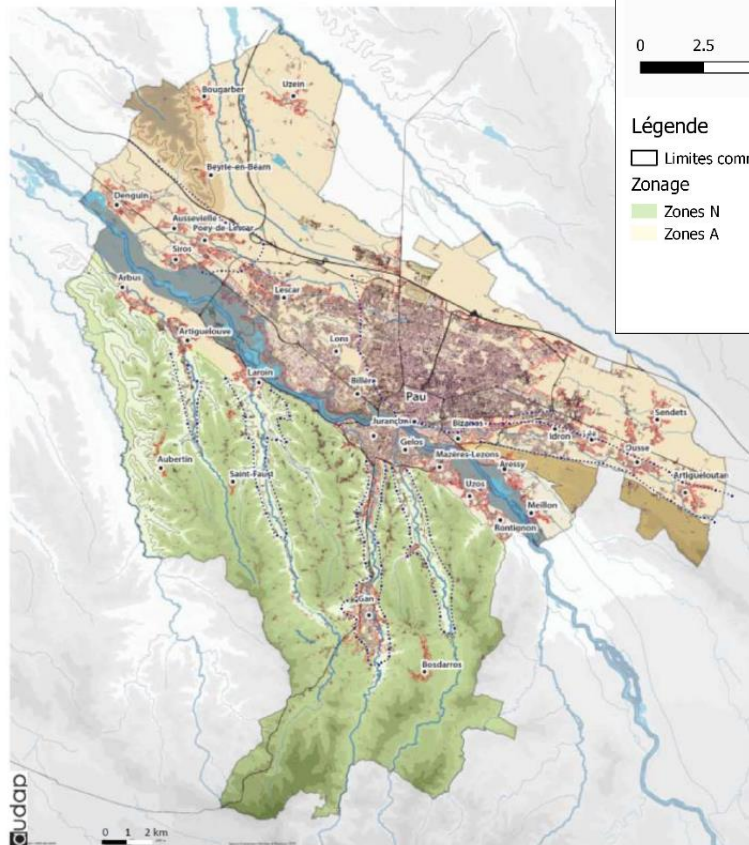 0 2.5
Légende
Limites comm
Zonage
Zones N
Zones A
Bougarber
Uzein
Beyrie-en-Béarn
Denguin
Aussevielle
Poey-de-Lescar
Siros
Arbus
Lescar
Artiguelouve
Lons
Laroin
Billère
Pau
Sendets
Jurançon
Bizanos
Idron
Gelos
Ousse
Mazères-Lezons
Aubertin
Saint-Faust
Aressy
Artigueloutan
Uzos
Meillon
Rontignon
Gan
Bosdarros
audap
0 1 2 km